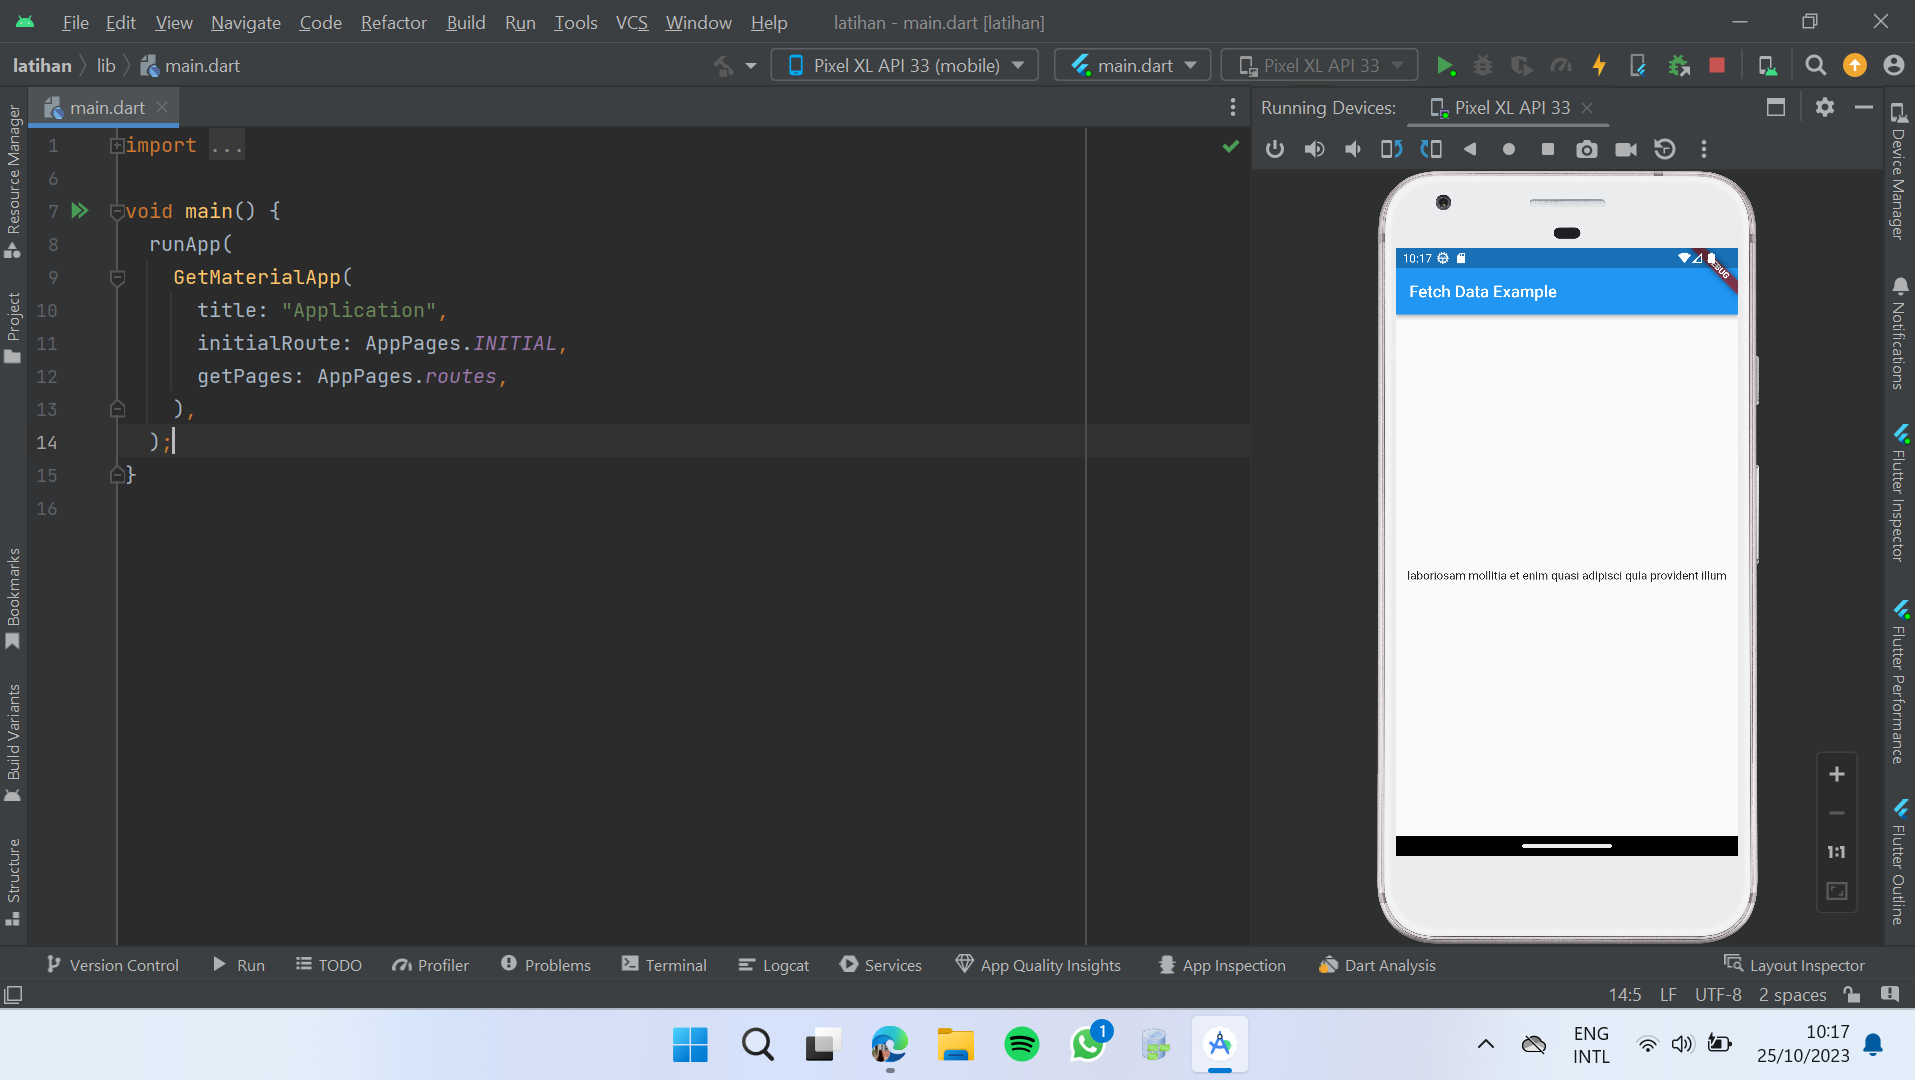 File Edit View Navigate Code Refactor Build Run Tools VCS Window Help latihan - main.dart [latihan]
latihan lib main.dart Pixel XL API 33 (mobile) main.dart Pixel XL API 33
main.dart Running Devices: Pixel XL API 33
Resource Manager
Project
Bookmarks
Build Variants
Structure
1 import ...
6
7 void main() {
8 runApp(
9 GetMaterialApp(
10 title: "Application",
11 initialRoute: AppPages.INITIAL,
12 getPages: AppPages.routes,
13 ),
14 );
15 }
16
10:17
DEBUG
Fetch Data Example
laboriosam mollitia et enim quasi adipisci quia provident illum
1:1
Device Manager
Notifications
Flutter Inspector
Flutter Performance
Flutter Outline
Version Control Run TODO Profiler Problems Terminal Logcat Services App Quality Insights App Inspection Dart Analysis Layout Inspector
14:5 LF UTF-8 2 spaces
1
ENG
INTL
10:17
25/10/2023